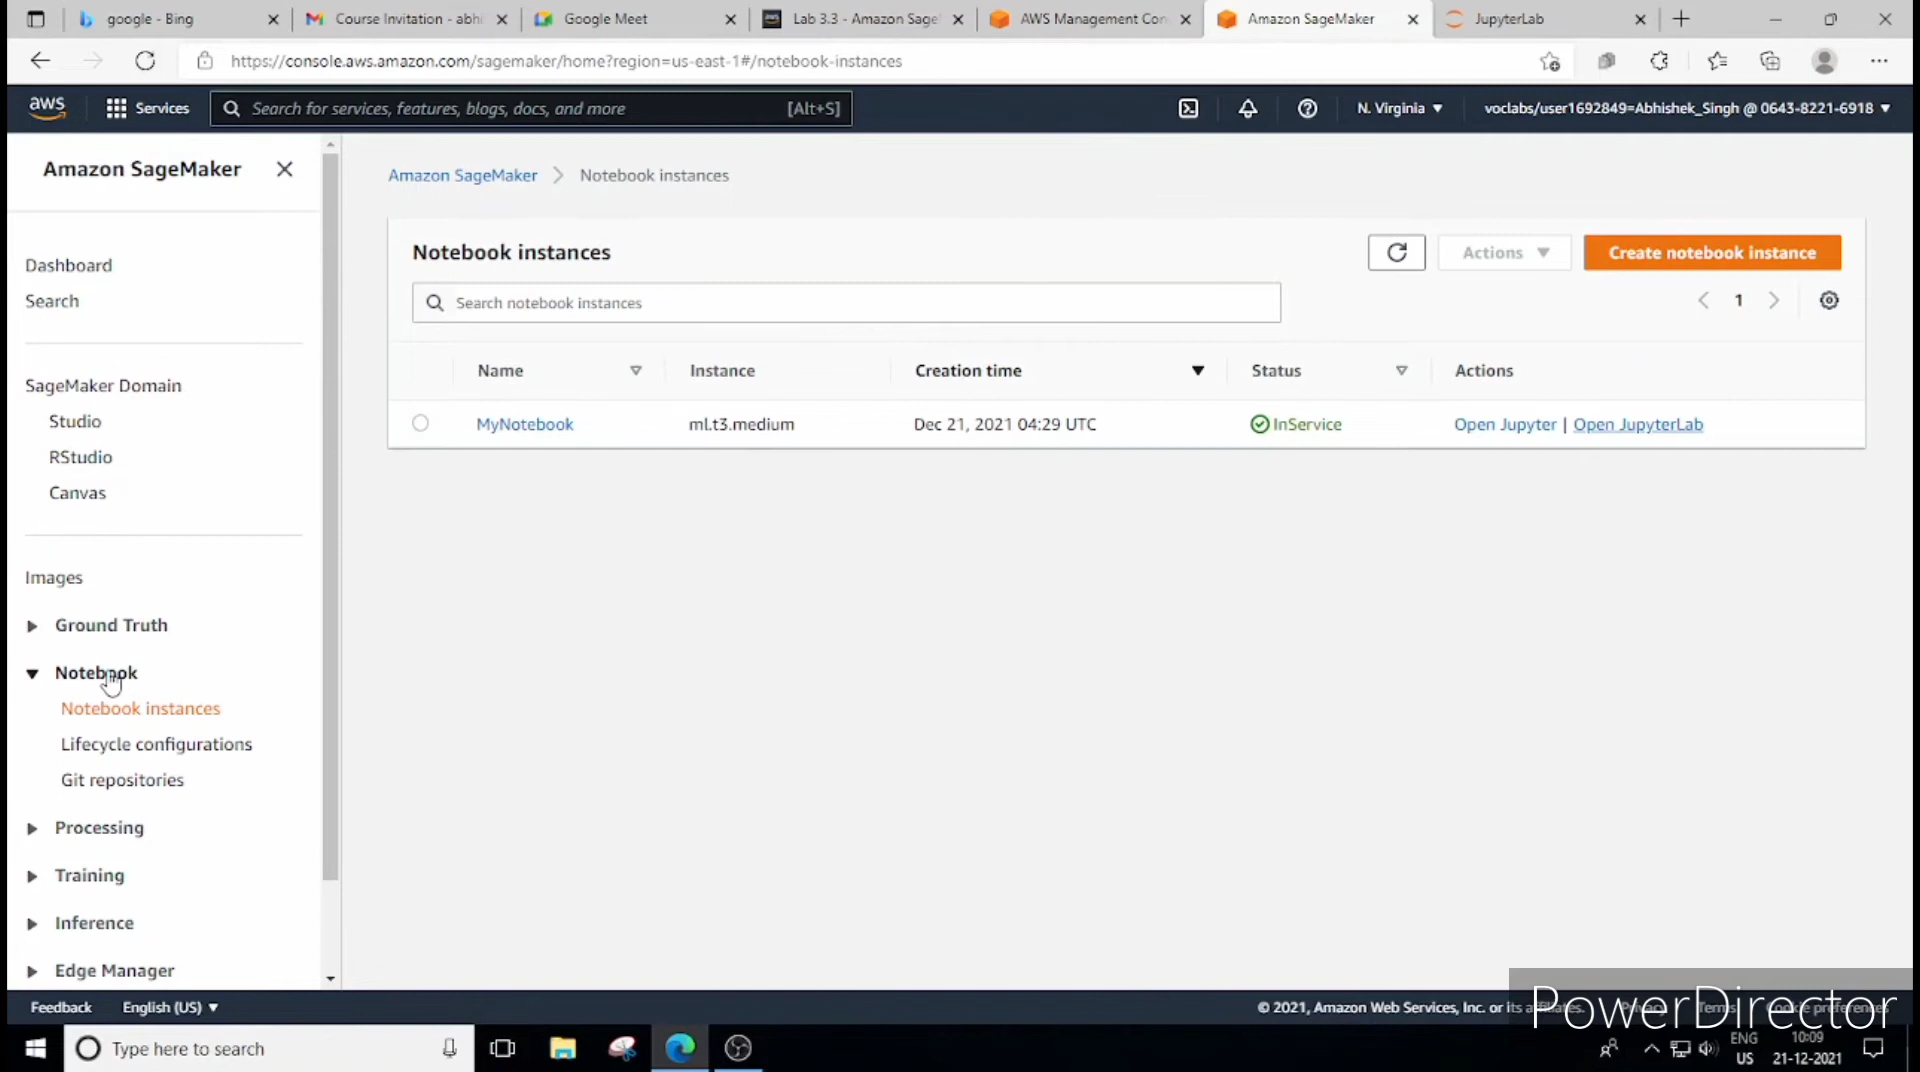 google - Bing
Course Invitation - abhi
Google Meet
Lab 3.3 - Amazon Sage
AWS Management Con
Amazon SageMaker
JupyterLab
https://console.aws.amazon.com/sagemaker/home?region=us-east-1#/notebook-instances
aws
Services
Search for services, features, blogs, docs, and more [Alt+S]
N. Virginia
voclabs/user1692849=Abhishek_Singh @ 0643-8221-6918
Amazon SageMaker
Dashboard
Search
SageMaker Domain
Studio
RStudio
Canvas
Images
Ground Truth
Notebook
Notebook instances
Lifecycle configurations
Git repositories
Processing
Training
Inference
Edge Manager
Amazon SageMaker > Notebook instances
Notebook instances
Actions
Create notebook instance
Search notebook instances
1
Name Instance Creation time Status Actions
MyNotebook ml.t3.medium Dec 21, 2021 04:29 UTC InService Open Jupyter | Open JupyterLab
Feedback English (US)
© 2021, Amazon Web Services, Inc. or its affiliates. Privacy Terms Cookie preferences
PowerDirector
Type here to search
ENG
US
10:09
21-12-2021